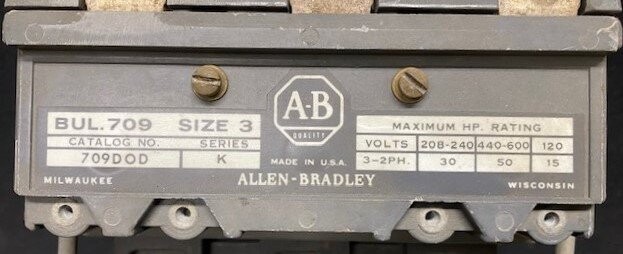 BUL. 709 SIZE 3
CATALOG NO. SERIES
709DOD K
MILWAUKEE
A-B
QUALITY
MADE IN U.S.A.
ALLEN-BRADLEY
MAXIMUM HP. RATING
VOLTS 208-240 440-600 120
3-2PH. 30 50 15
WISCONSIN